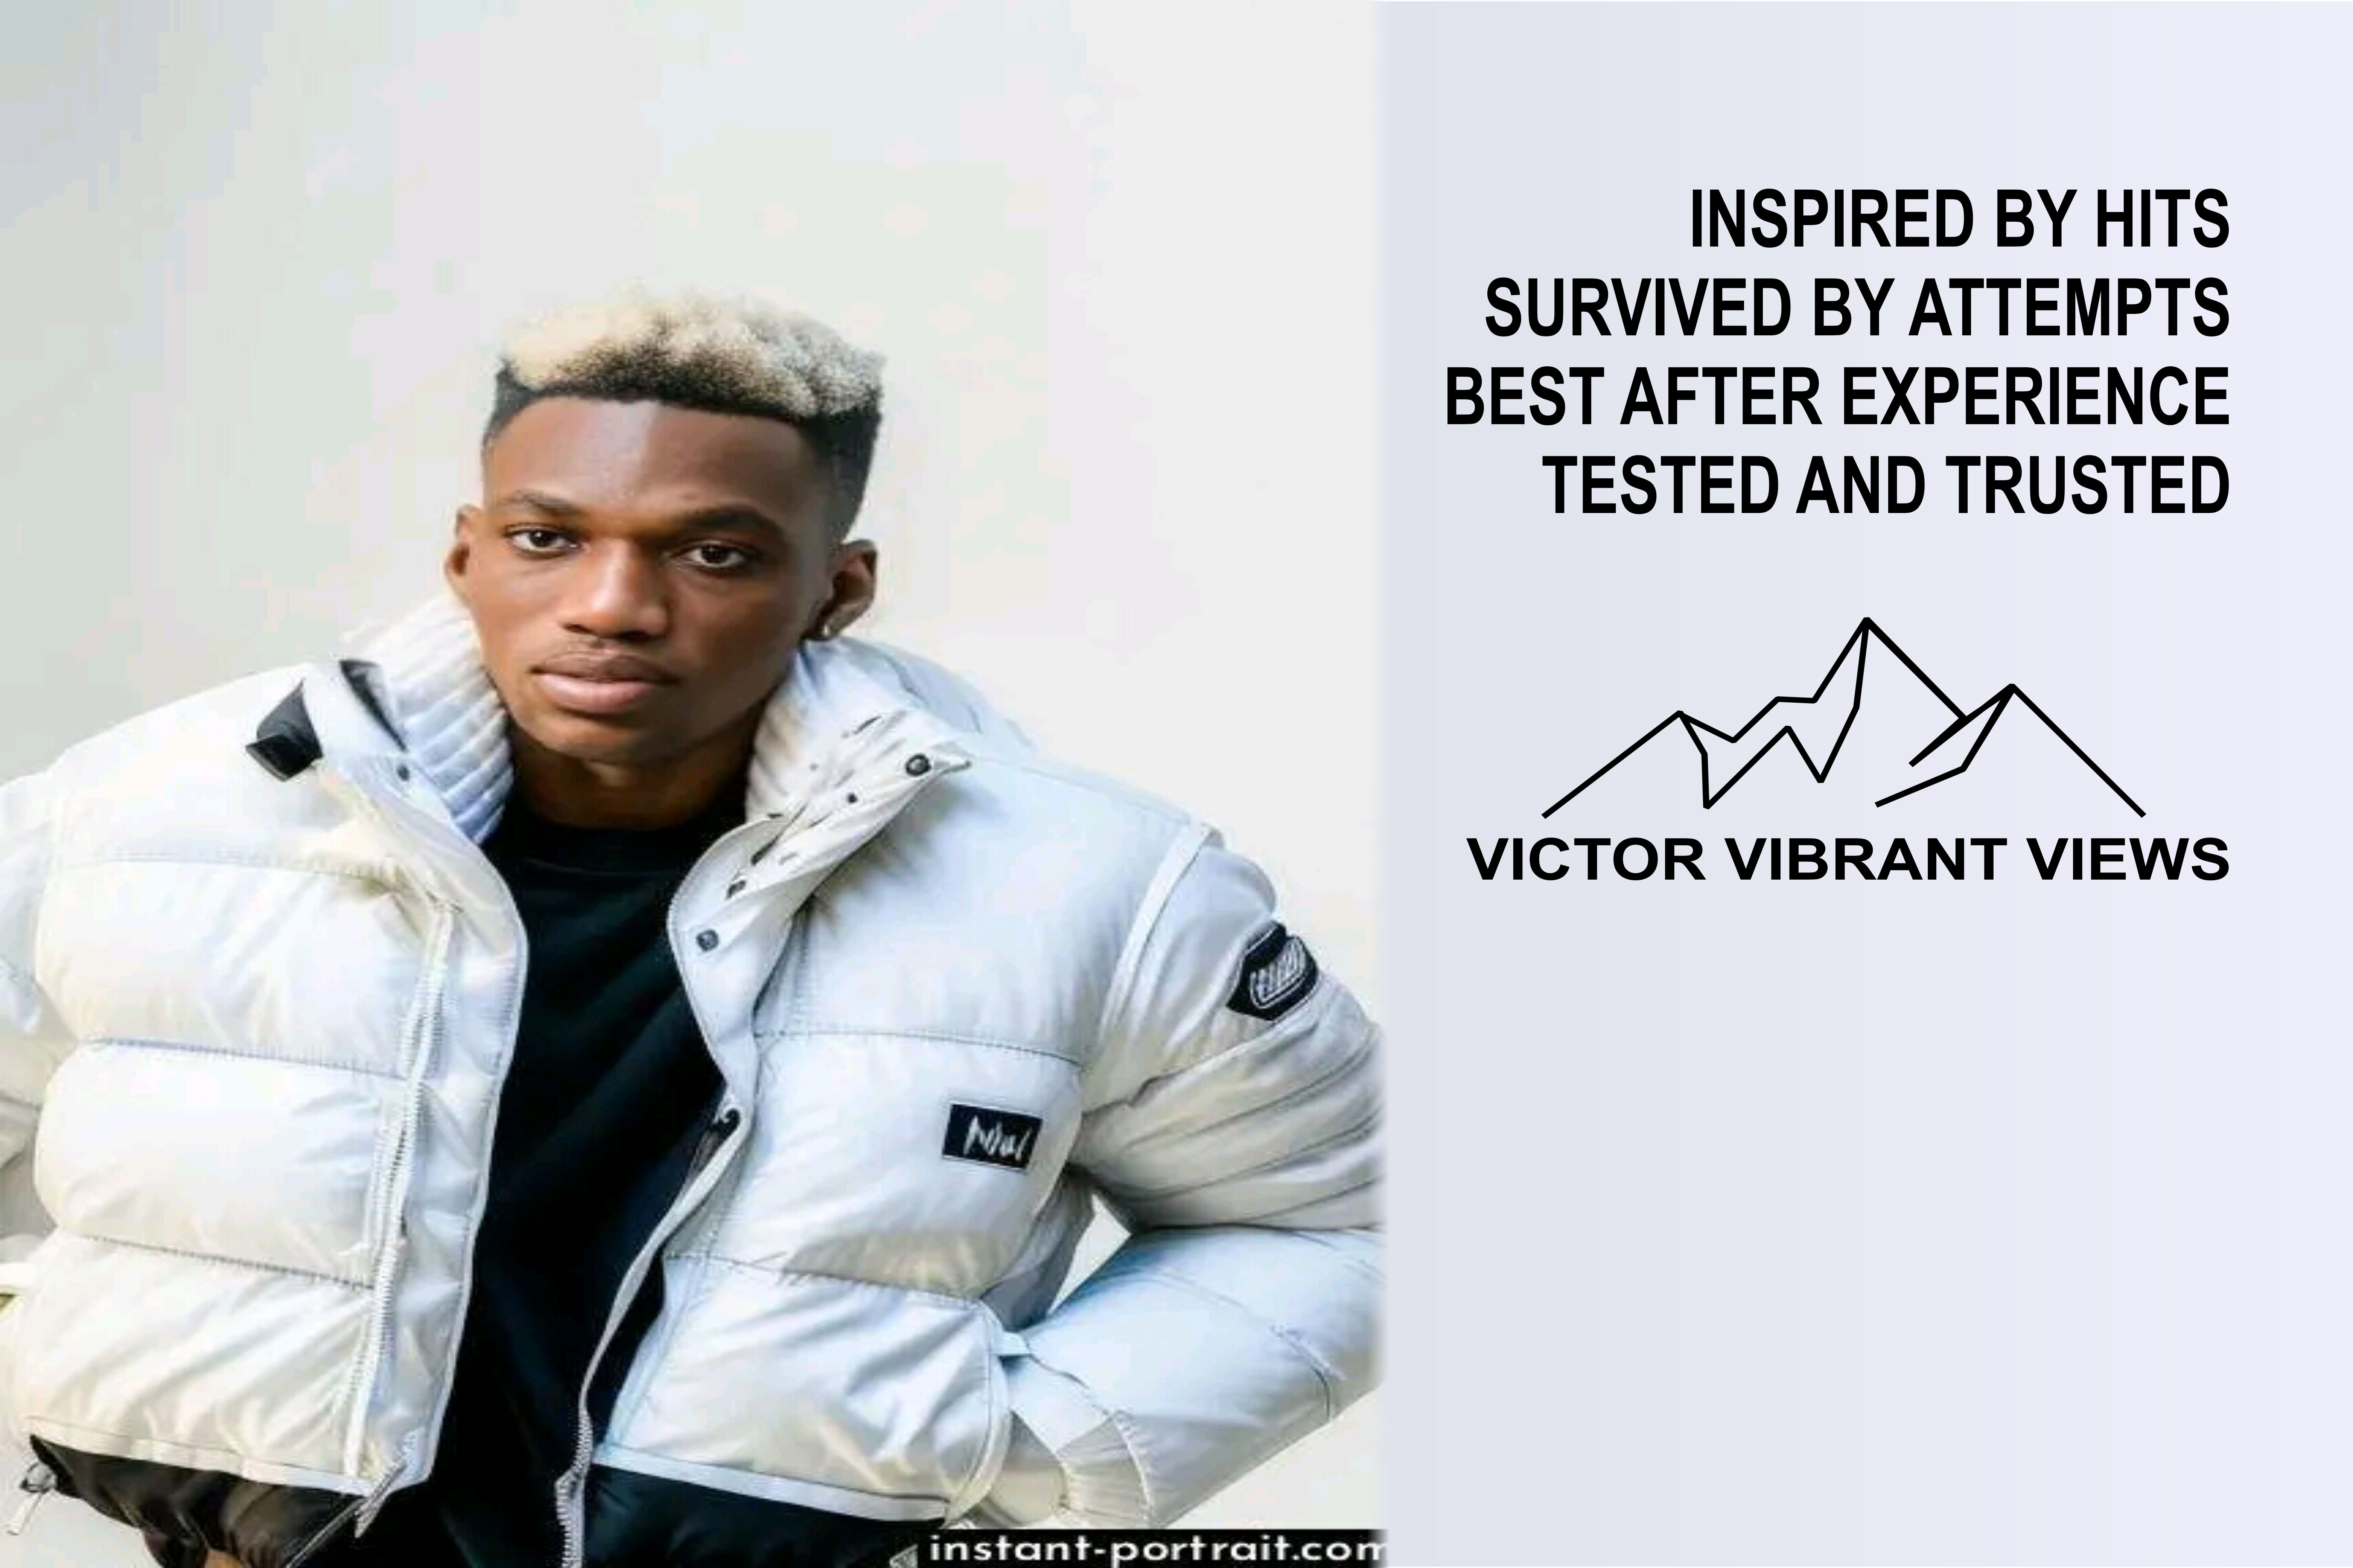 INSPIRED BY HITS
SURVIVED BY ATTEMPTS
BEST AFTER EXPERIENCE
TESTED AND TRUSTED
VICTOR VIBRANT VIEWS
instant-portrait.com